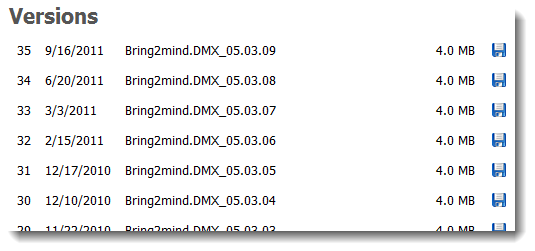 Versions
35 9/16/2011 Bring2mind.DMX_05.03.09 4.0 MB
34 6/20/2011 Bring2mind.DMX_05.03.08 4.0 MB
33 3/3/2011 Bring2mind.DMX_05.03.07 4.0 MB
32 2/15/2011 Bring2mind.DMX_05.03.06 4.0 MB
31 12/17/2010 Bring2mind.DMX_05.03.05 4.0 MB
30 12/10/2010 Bring2mind.DMX_05.03.04 4.0 MB
29 11/22/2010 Bring2mind.DMX_05.03.03 4.0 MB